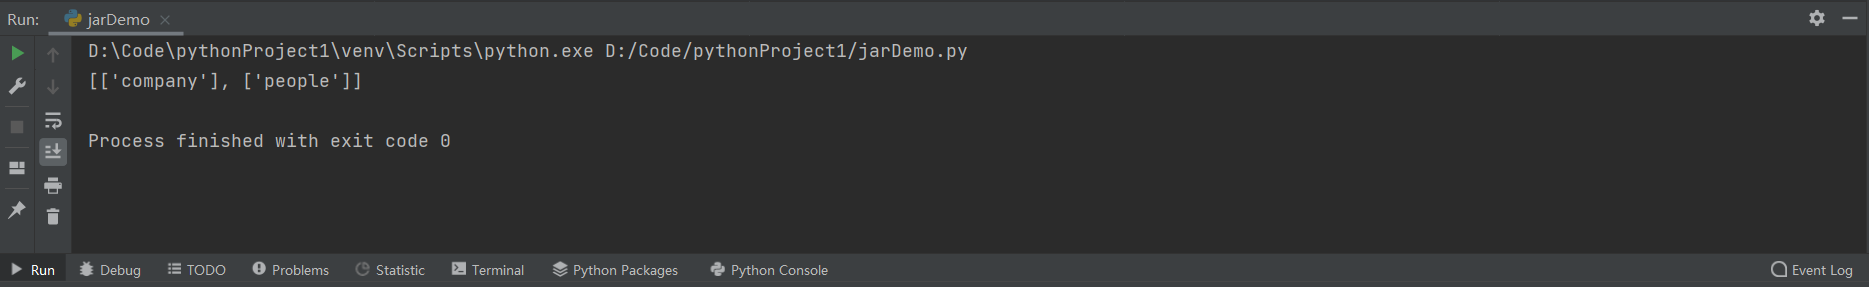 Run: jarDemo
D:\Code\pythonProject1\venv\Scripts\python.exe D:/Code/pythonProject1/jarDemo.py
[['company'], ['people']]
Process finished with exit code 0
Run Debug TODO Problems Statistic Terminal Python Packages Python Console Event Log